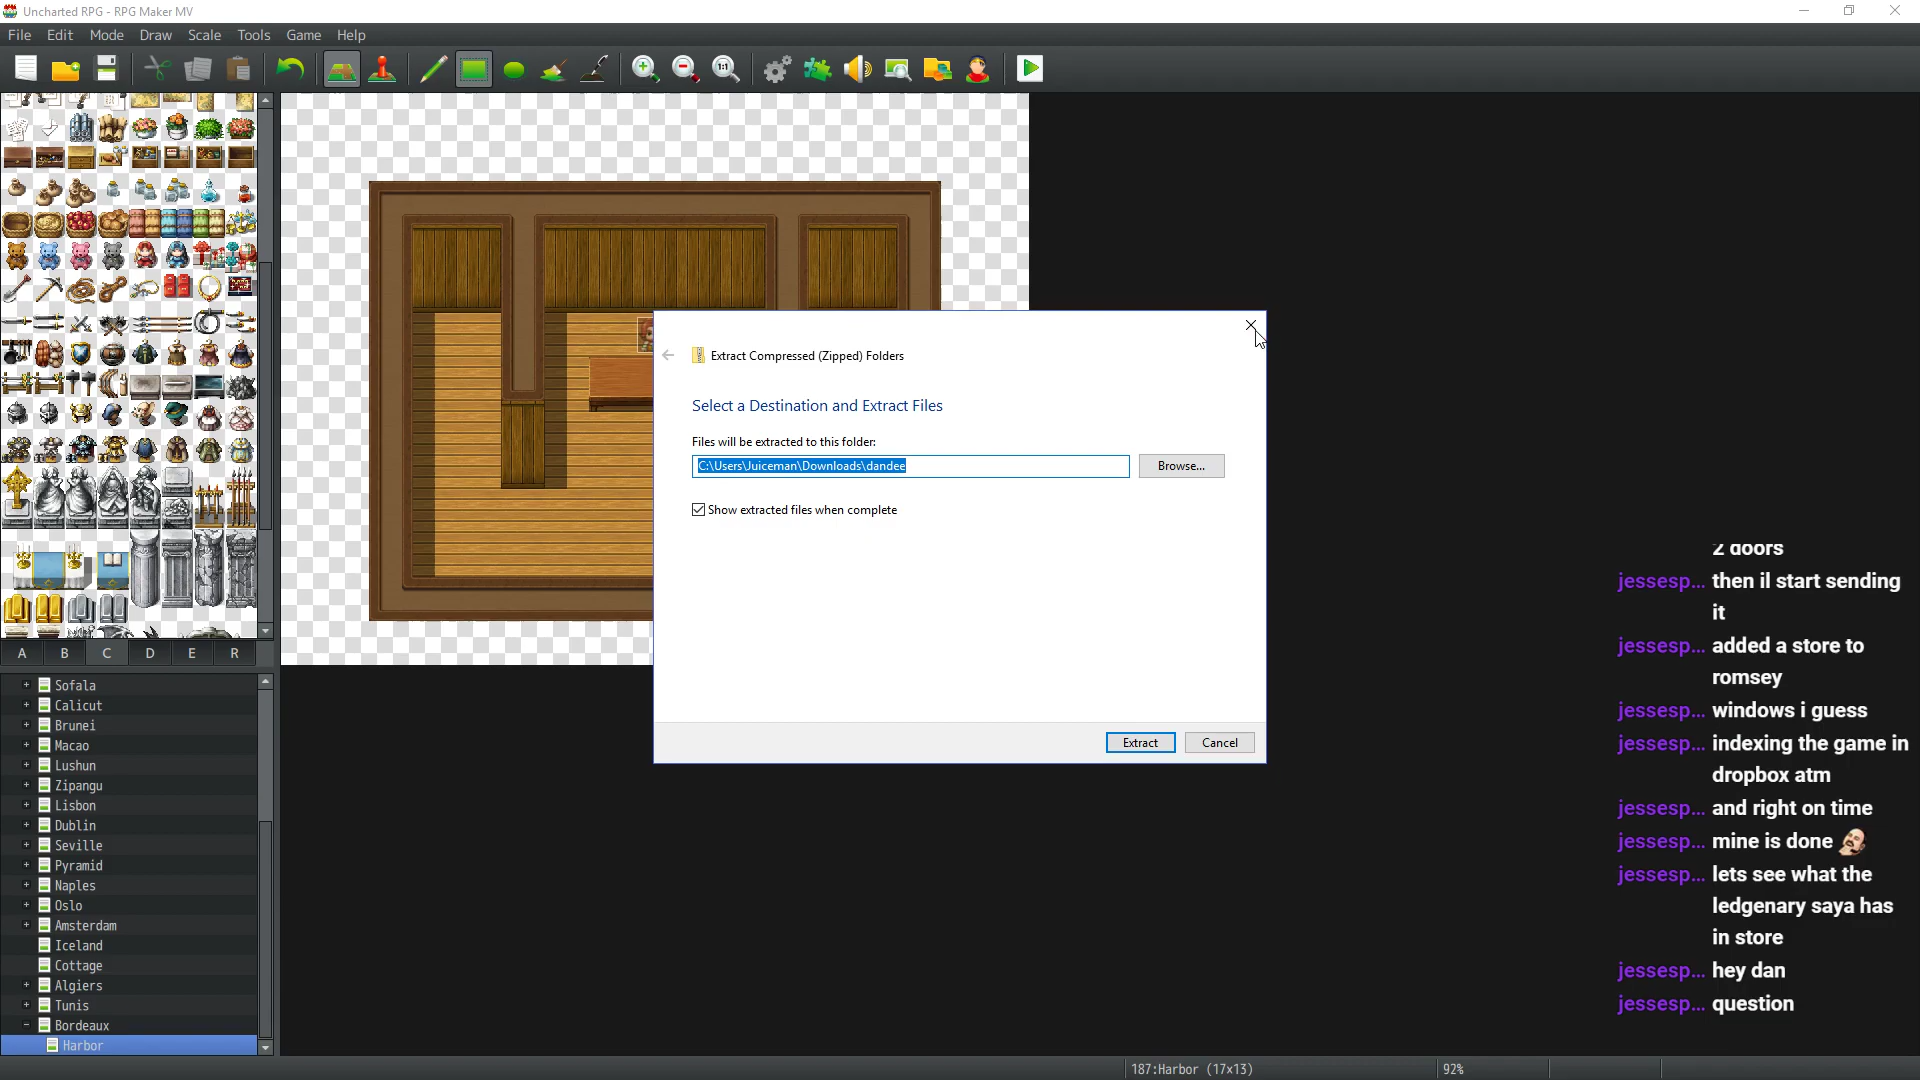 Uncharted RPG - RPG Maker MV
File Edit Mode Draw Scale Tools Game Help
1:1
A B C D E R
Sofala
Calicut
Brunei
Macao
Lushun
Zipangu
Lisbon
Dublin
Seville
Pyramid
Naples
Oslo
Amsterdam
Iceland
Cottage
Algiers
Tunis
Bordeaux
Harbor
Extract Compressed (Zipped) Folders
Select a Destination and Extract Files
Files will be extracted to this folder:
C:\Users\Juiceman\Downloads\dandee
Browse...
Show extracted files when complete
Extract Cancel
2 doors
jessesp... then il start sending
it
jessesp... added a store to
romsey
jessesp... windows i guess
jessesp... indexing the game in
dropbox atm
jessesp... and right on time
jessesp... mine is done
jessesp... lets see what the
ledgenary saya has
in store
jessesp... hey dan
jessesp... question
187:Harbor (17x13) 92%